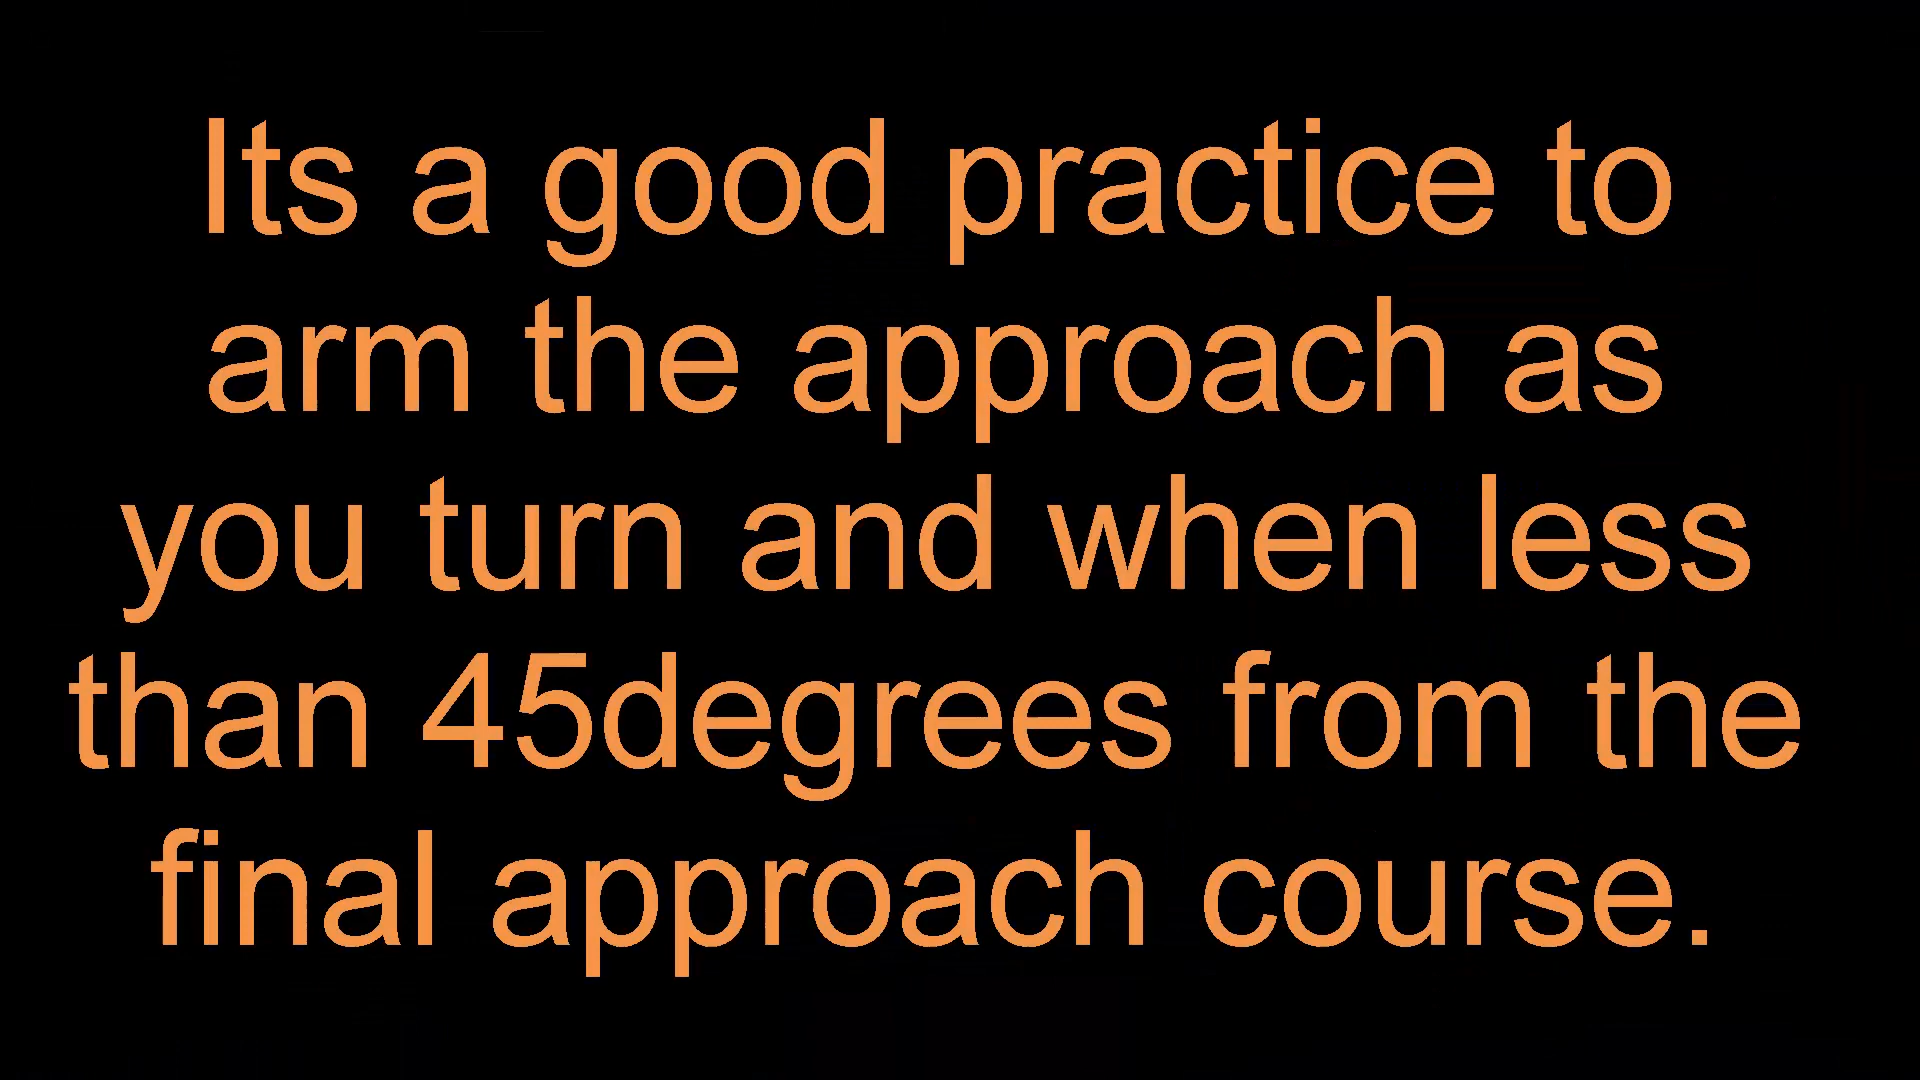 Its a good practice to
arm the approach as
you turn and when less
than 45degrees from the
final approach course.